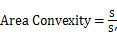 Area Convexity = S/S′